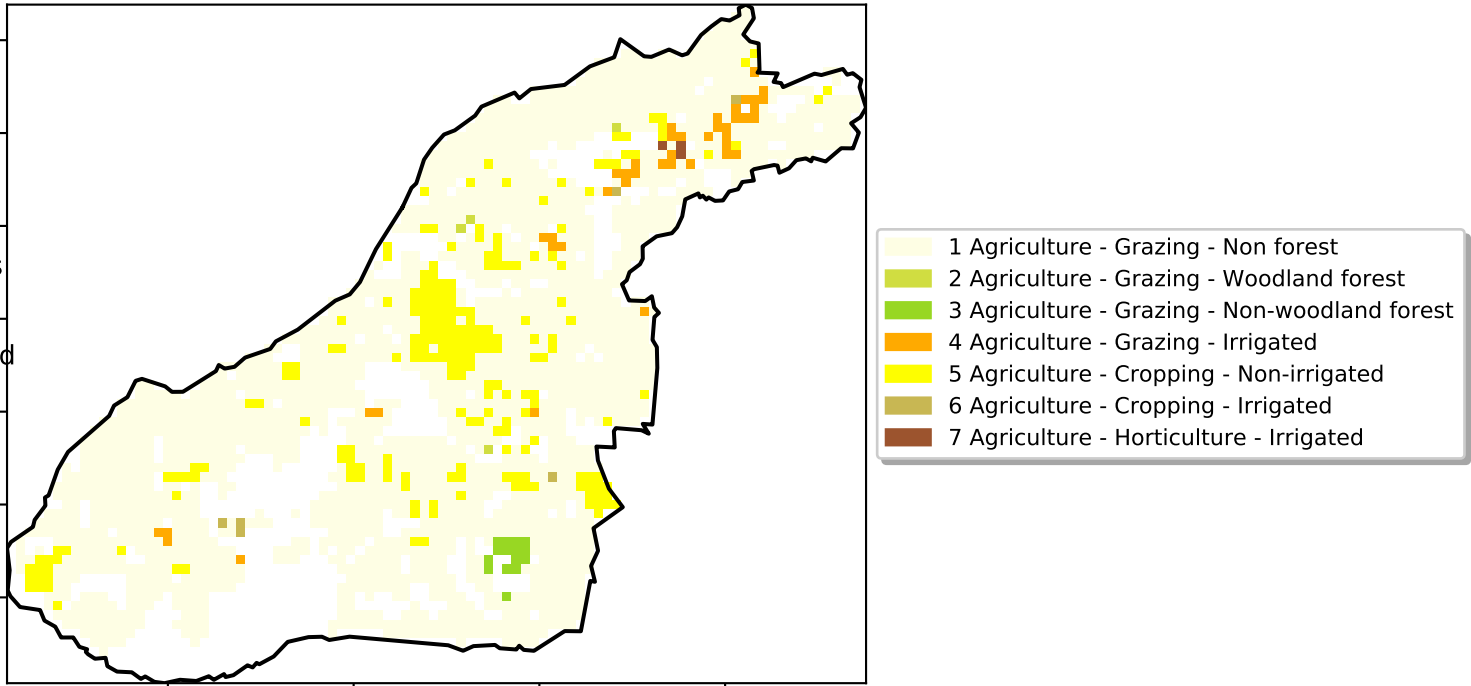 d
1 Agriculture - Grazing - Non forest
2 Agriculture - Grazing - Woodland forest
3 Agriculture - Grazing - Non-woodland forest
4 Agriculture - Grazing - Irrigated
5 Agriculture - Cropping - Non-irrigated
6 Agriculture - Cropping - Irrigated
7 Agriculture - Horticulture - Irrigated